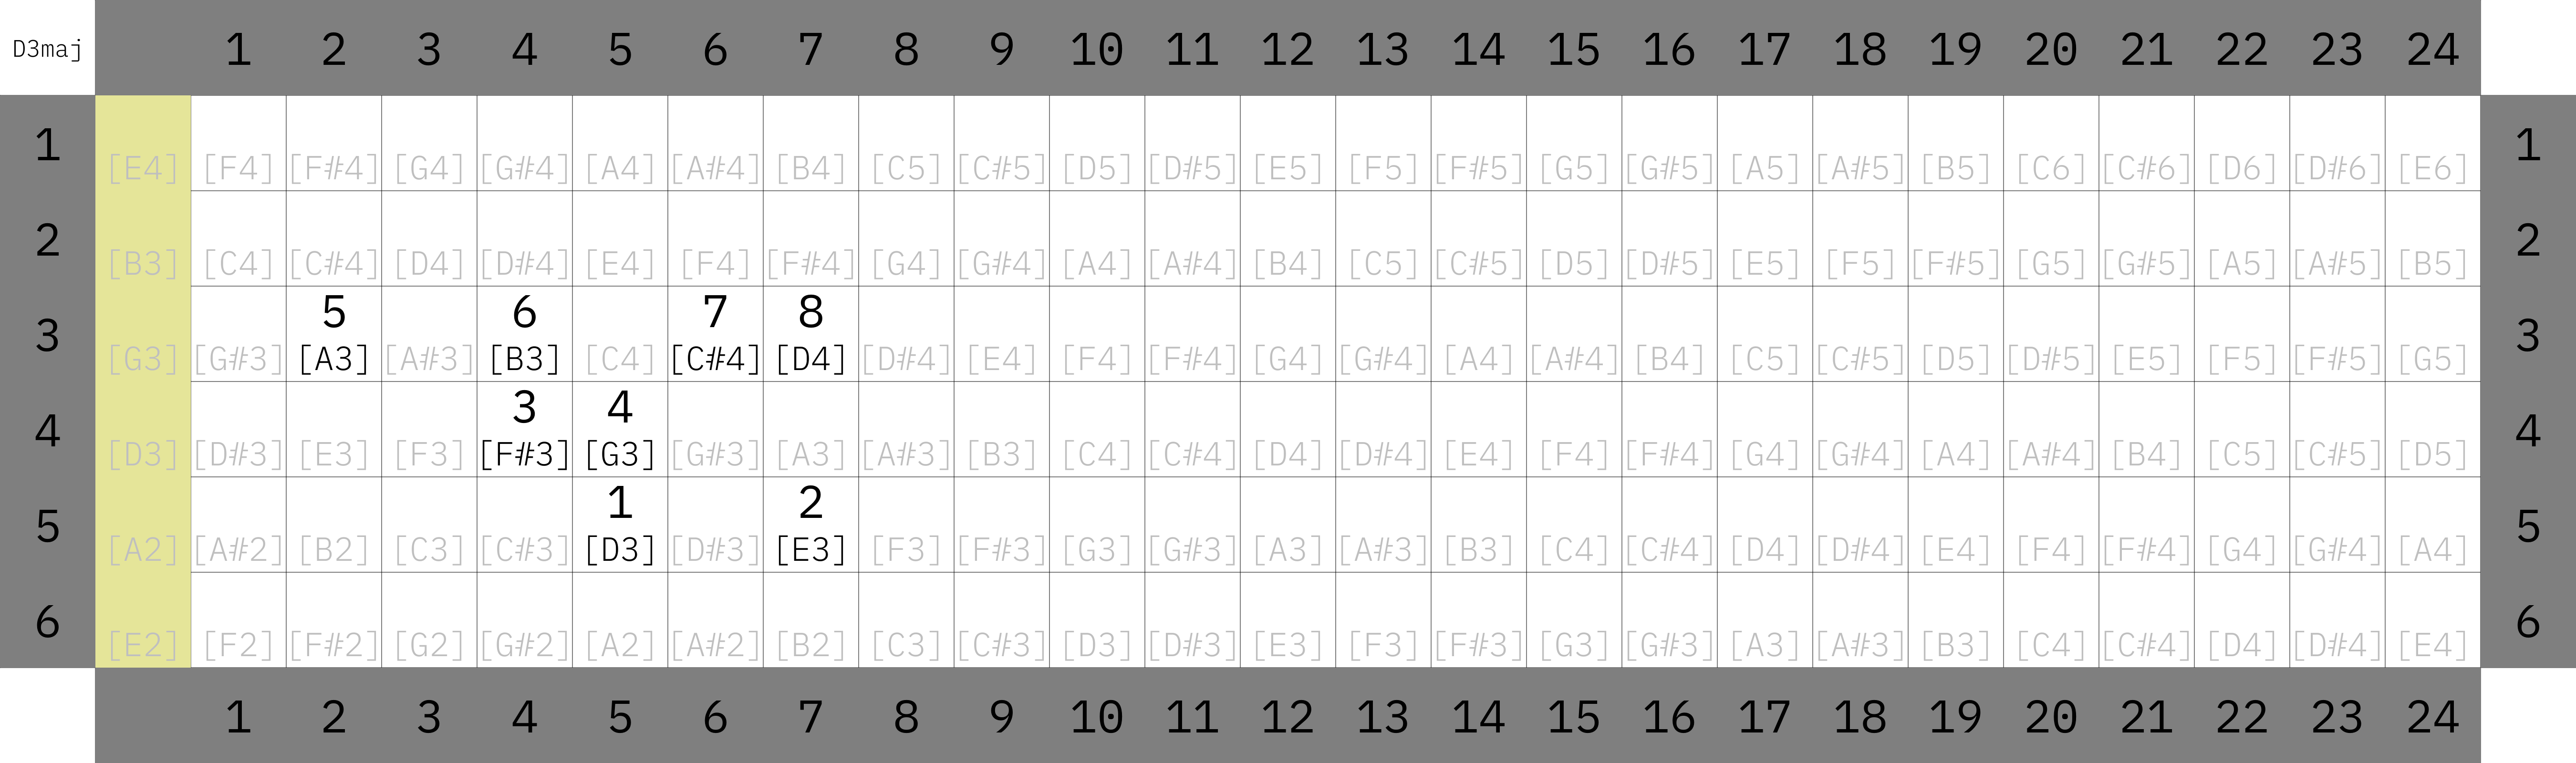 D3maj 1 2 3 4 5 6 7 8 9 10 11 12 13 14 15 16 17 18 19 20 21 22 23 24
1 [E4] [F4] [F#4] [G4] [G#4] [A4] [A#4] [B4] [C5] [C#5] [D5] [D#5] [E5] [F5] [F#5] [G5] [G#5] [A5] [A#5] [B5] [C6] [C#6] [D6] [D#6] [E6] 1
2 [B3] [C4] [C#4] [D4] [D#4] [E4] [F4] [F#4] [G4] [G#4] [A4] [A#4] [B4] [C5] [C#5] [D5] [D#5] [E5] [F5] [F#5] [G5] [G#5] [A5] [A#5] [B5] 2
5 6 7 8
3 [G3] [G#3] [A3] [A#3] [B3] [C4] [C#4] [D4] [D#4] [E4] [F4] [F#4] [G4] [G#4] [A4] [A#4] [B4] [C5] [C#5] [D5] [D#5] [E5] [F5] [F#5] [G5] 3
3 4
4 [D3] [D#3] [E3] [F3] [F#3] [G3] [G#3] [A3] [A#3] [B3] [C4] [C#4] [D4] [D#4] [E4] [F4] [F#4] [G4] [G#4] [A4] [A#4] [B4] [C5] [C#5] [D5] 4
1 2
5 [A2] [A#2] [B2] [C3] [C#3] [D3] [D#3] [E3] [F3] [F#3] [G3] [G#3] [A3] [A#3] [B3] [C4] [C#4] [D4] [D#4] [E4] [F4] [F#4] [G4] [G#4] [A4] 5
6 [E2] [F2] [F#2] [G2] [G#2] [A2] [A#2] [B2] [C3] [C#3] [D3] [D#3] [E3] [F3] [F#3] [G3] [G#3] [A3] [A#3] [B3] [C4] [C#4] [D4] [D#4] [E4] 6
1 2 3 4 5 6 7 8 9 10 11 12 13 14 15 16 17 18 19 20 21 22 23 24